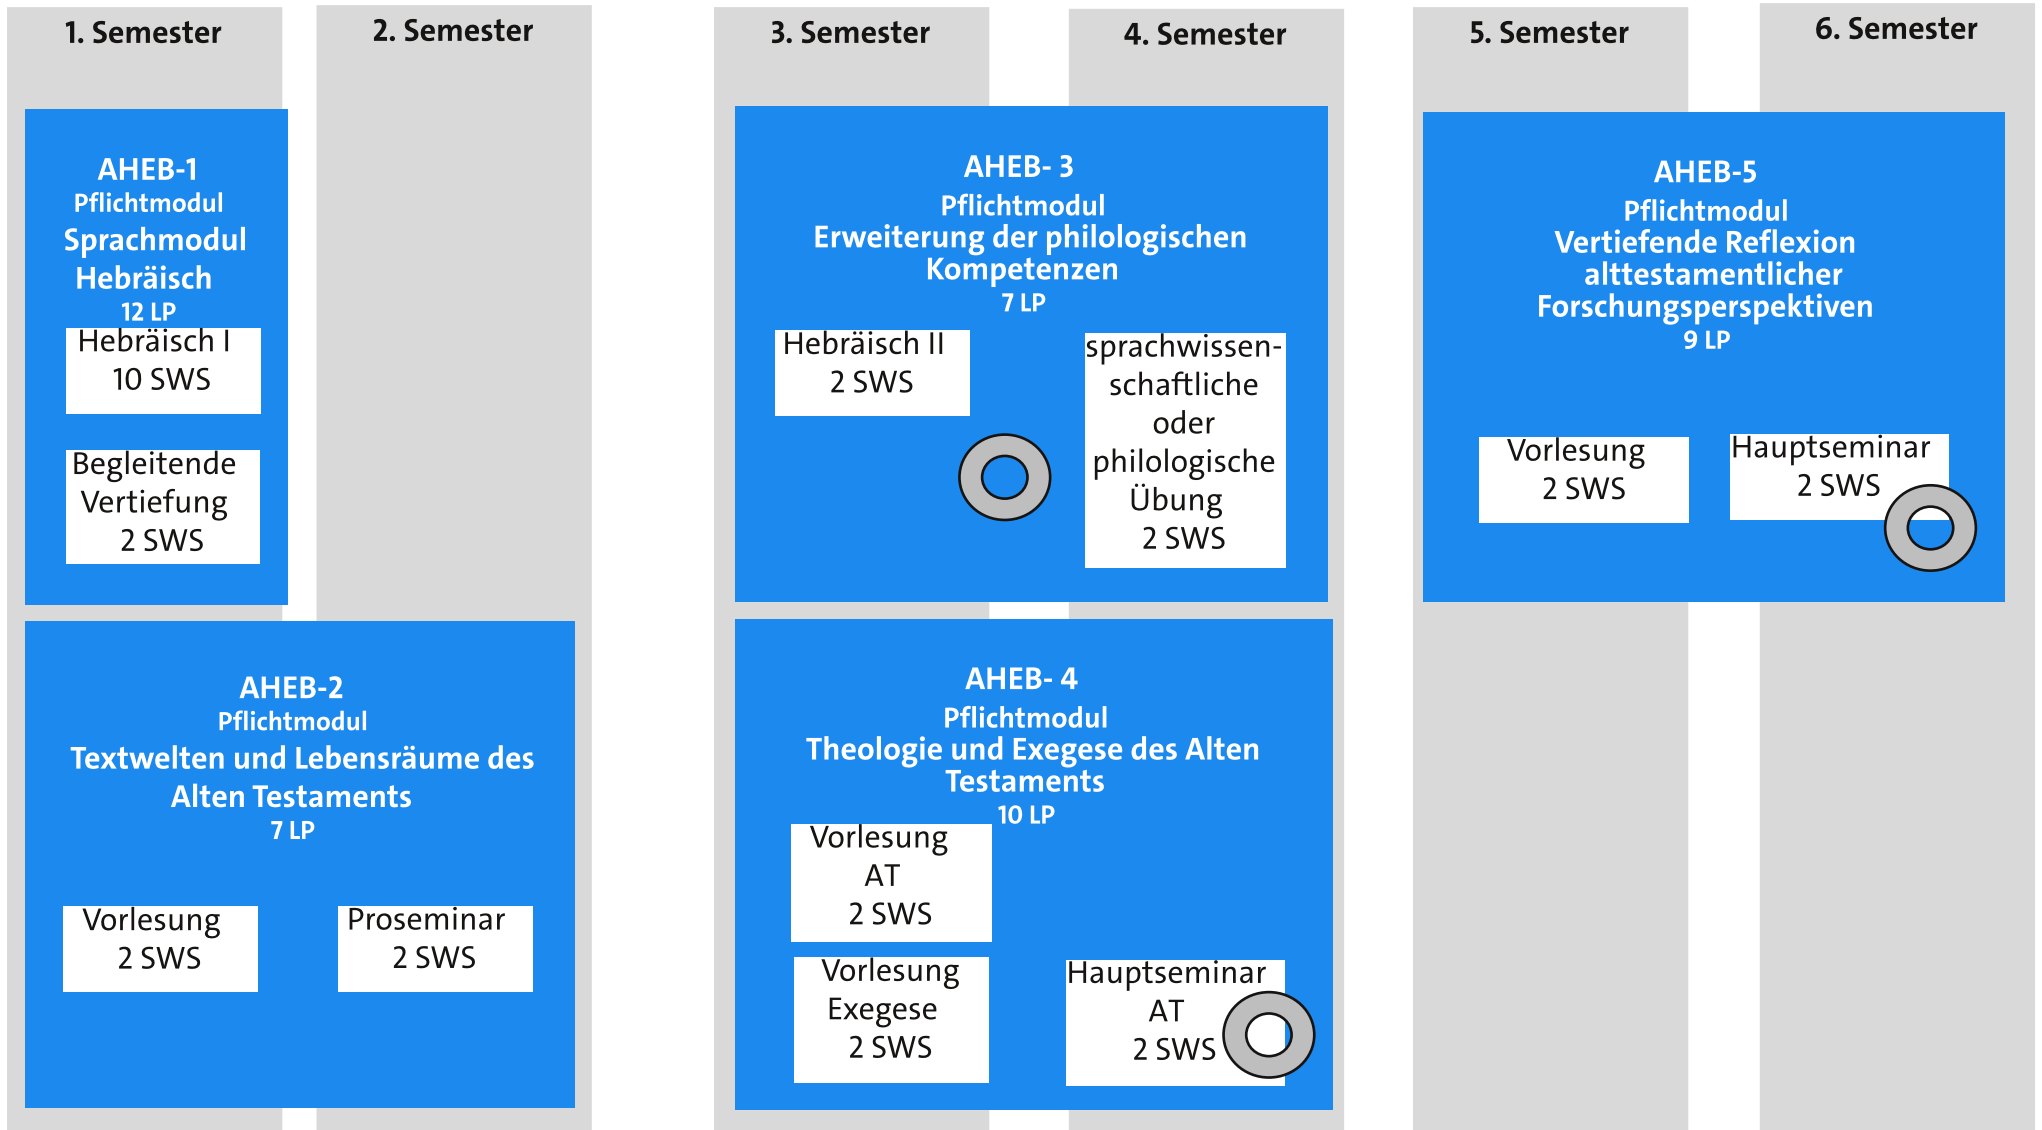 1. Semester
2. Semester
3. Semester
4. Semester
5. Semester
6. Semester
AHEB-1
Pflichtmodul
Sprachmodul
Hebräisch
12 LP
Hebräisch I
10 SWS
Begleitende
Vertiefung
2 SWS
AHEB-2
Pflichtmodul
Textwelten und Lebensräume des
Alten Testaments
7 LP
Vorlesung
2 SWS
Proseminar
2 SWS
AHEB- 3
Pflichtmodul
Erweiterung der philologischen
Kompetenzen
7 LP
Hebräisch II
2 SWS
sprachwissen-
schaftliche
oder
philologische
Übung
2 SWS
AHEB- 4
Pflichtmodul
Theologie und Exegese des Alten
Testaments
10 LP
Vorlesung
AT
2 SWS
Vorlesung
Exegese
2 SWS
Hauptseminar
AT
2 SWS
AHEB-5
Pflichtmodul
Vertiefende Reflexion
alttestamentlicher
Forschungsperspektiven
9 LP
Vorlesung
2 SWS
Hauptseminar
2 SWS